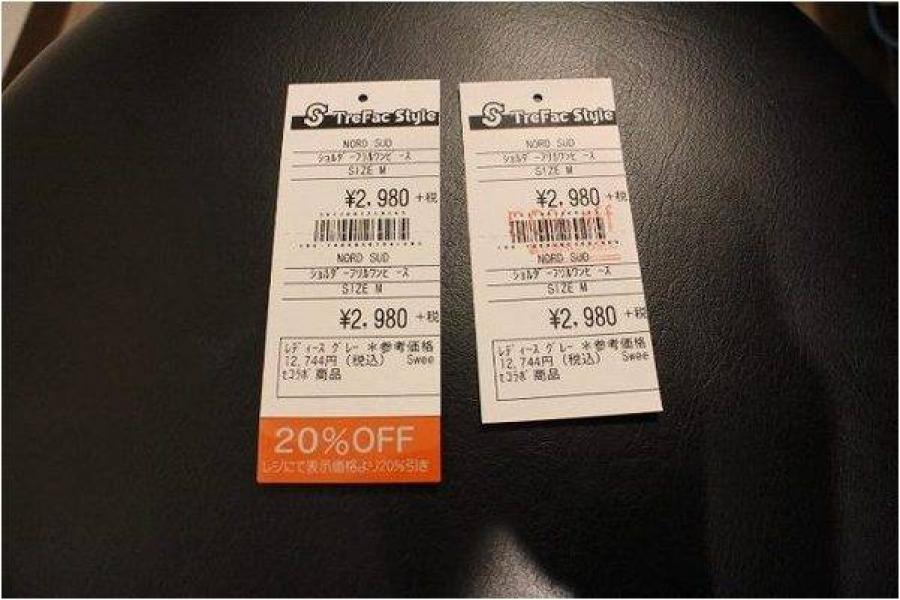 S TreFac Style
NORD SUD
ショルダーフリルワンピース
SIZE M
¥2,980 +税
NORD SUD
ショルダーフリルワンピース
SIZE M
¥2,980 +税
レディース グレー *参考価格
12,744円 (税込) Swee
tコラボ 商品
20%OFF
レジにて表示価格より20%引き
S TreFac Style
NORD SUD
ショルダーフリルワンピース
SIZE M
¥2,980 +税
NORD SUD
ショルダーフリルワンピース
SIZE M
¥2,980 +税
レディース グレー *参考価格
12,744円 (税込) Swee
tコラボ 商品